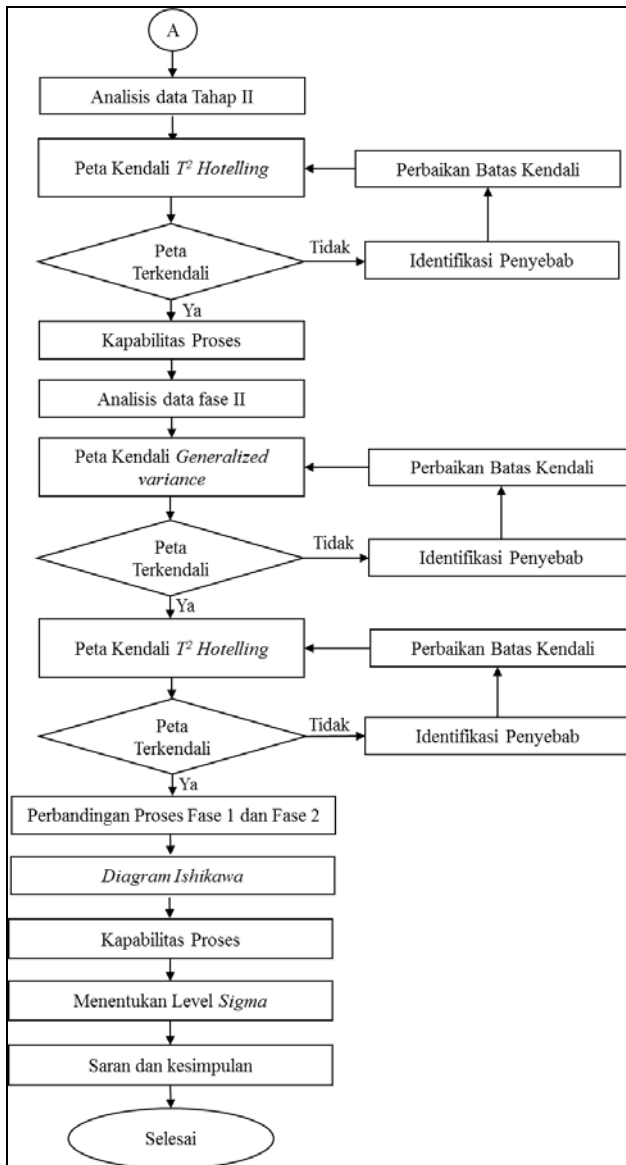 A
Analisis data Tahap II
Peta Kendali T² Hotelling
Perbaikan Batas Kendali
Peta
Terkendali
Tidak
Identifikasi Penyebab
Ya
Kapabilitas Proses
Analisis data fase II
Peta Kendali Generalized
variance
Perbaikan Batas Kendali
Peta
Terkendali
Tidak
Identifikasi Penyebab
Ya
Peta Kendali T² Hotelling
Perbaikan Batas Kendali
Peta
Terkendali
Tidak
Identifikasi Penyebab
Ya
Perbandingan Proses Fase 1 dan Fase 2
Diagram Ishikawa
Kapabilitas Proses
Menentukan Level Sigma
Saran dan kesimpulan
Selesai